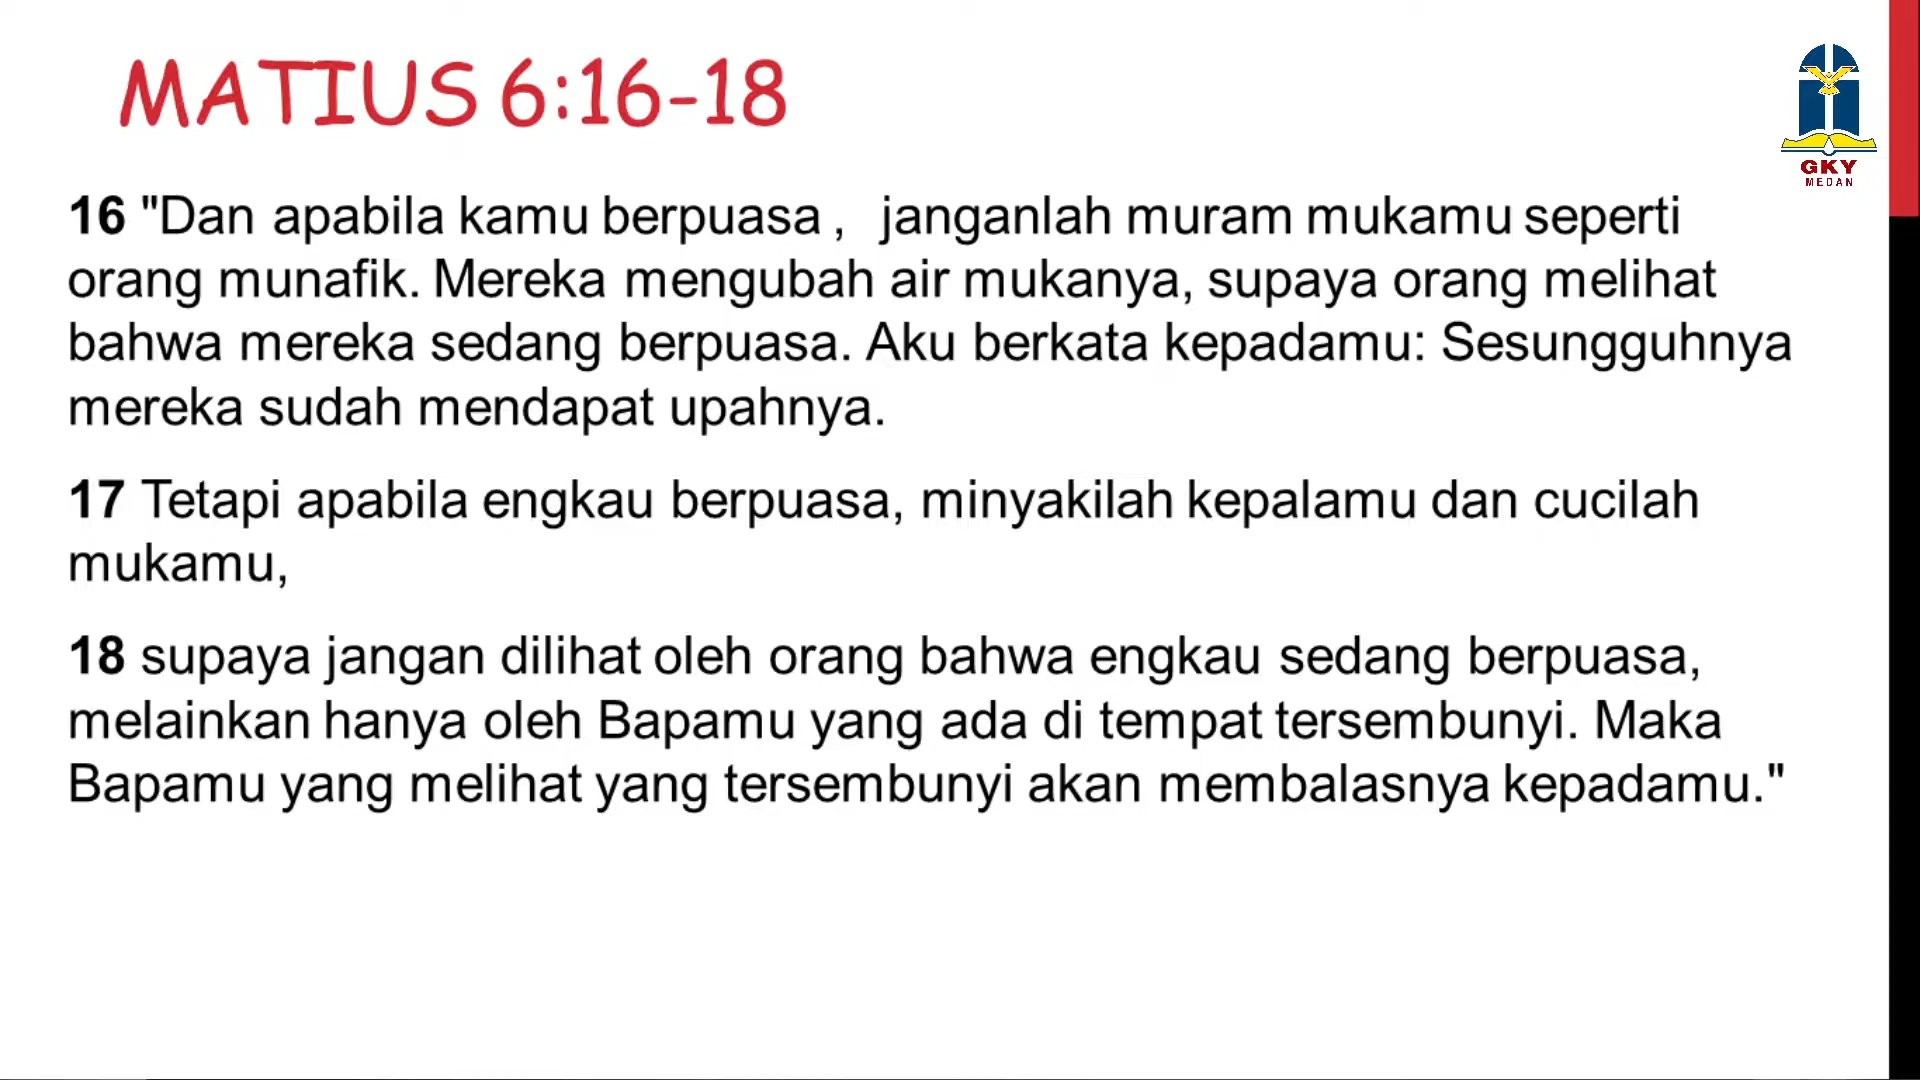 MATIUS 6:16-18
GKY
MEDAN
16 "Dan apabila kamu berpuasa , janganlah muram mukamu seperti
orang munafik. Mereka mengubah air mukanya, supaya orang melihat
bahwa mereka sedang berpuasa. Aku berkata kepadamu: Sesungguhnya
mereka sudah mendapat upahnya.
17 Tetapi apabila engkau berpuasa, minyakilah kepalamu dan cucilah
mukamu,
18 supaya jangan dilihat oleh orang bahwa engkau sedang berpuasa,
melainkan hanya oleh Bapamu yang ada di tempat tersembunyi. Maka
Bapamu yang melihat yang tersembunyi akan membalasnya kepadamu."